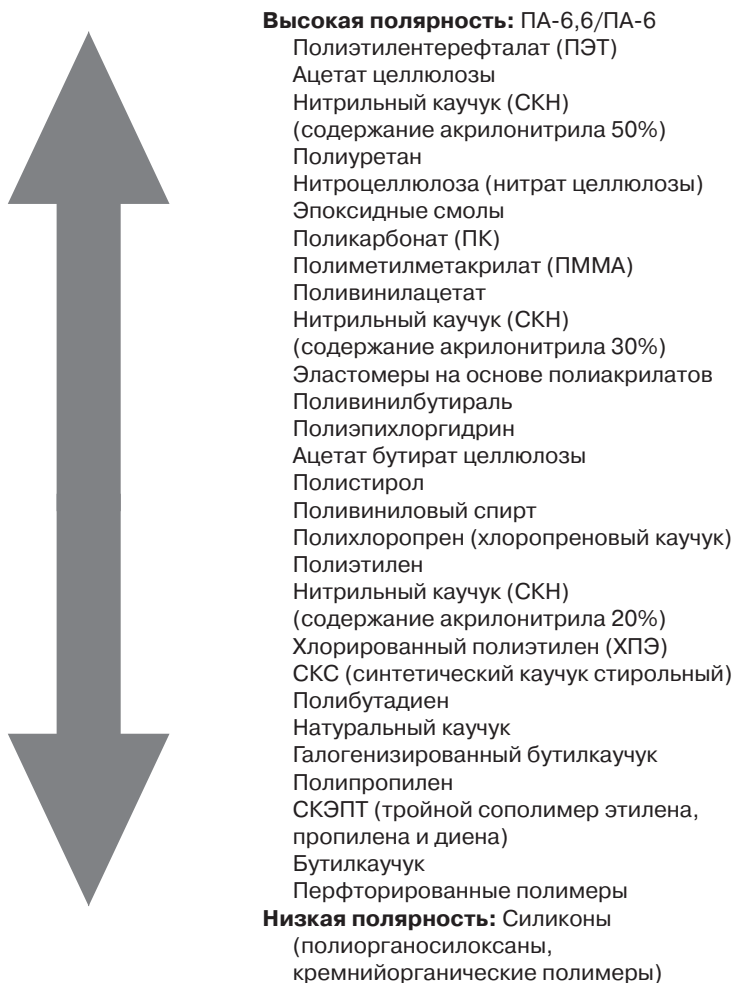 Высокая полярность: ПА-6,6/ПА-6
Полиэтилентерефталат (ПЭТ)
Ацетат целлюлозы
Нитрильный каучук (СКН)
(содержание акрилонитрила 50%)
Полиуретан
Нитроцеллюлоза (нитрат целлюлозы)
Эпоксидные смолы
Поликарбонат (ПК)
Полиметилметакрилат (ПММА)
Поливинилацетат
Нитрильный каучук (СКН)
(содержание акрилонитрила 30%)
Эластомеры на основе полиакрилатов
Поливинилбутираль
Полиэпихлоргидрин
Ацетат бутират целлюлозы
Полистирол
Поливиниловый спирт
Полихлоропрен (хлоропреновый каучук)
Полиэтилен
Нитрильный каучук (СКН)
(содержание акрилонитрила 20%)
Хлорированный полиэтилен (ХПЭ)
СКС (синтетический каучук стирольный)
Полибутадиен
Натуральный каучук
Галогенизированный бутилкаучук
Полипропилен
СКЭПТ (тройной сополимер этилена,
пропилена и диена)
Бутилкаучук
Перфторированные полимеры
Низкая полярность: Силиконы
(полиорганосилоксаны,
кремнийорганические полимеры)